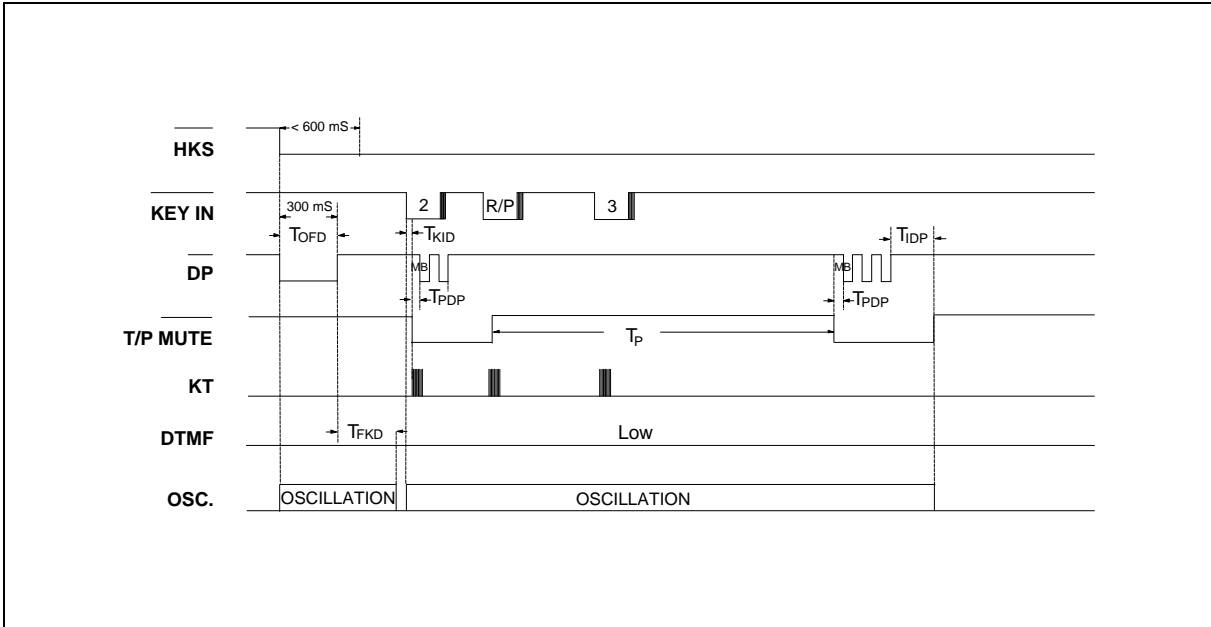 < 600 mS
HKS
KEY IN
2
R/P
3
300 mS
TOFD
TKID
TIDP
DP
MB
MB
TPDP
TPDP
T/P MUTE
TP
KT
TFKD
Low
DTMF
OSC.
OSCILLATION
OSCILLATION